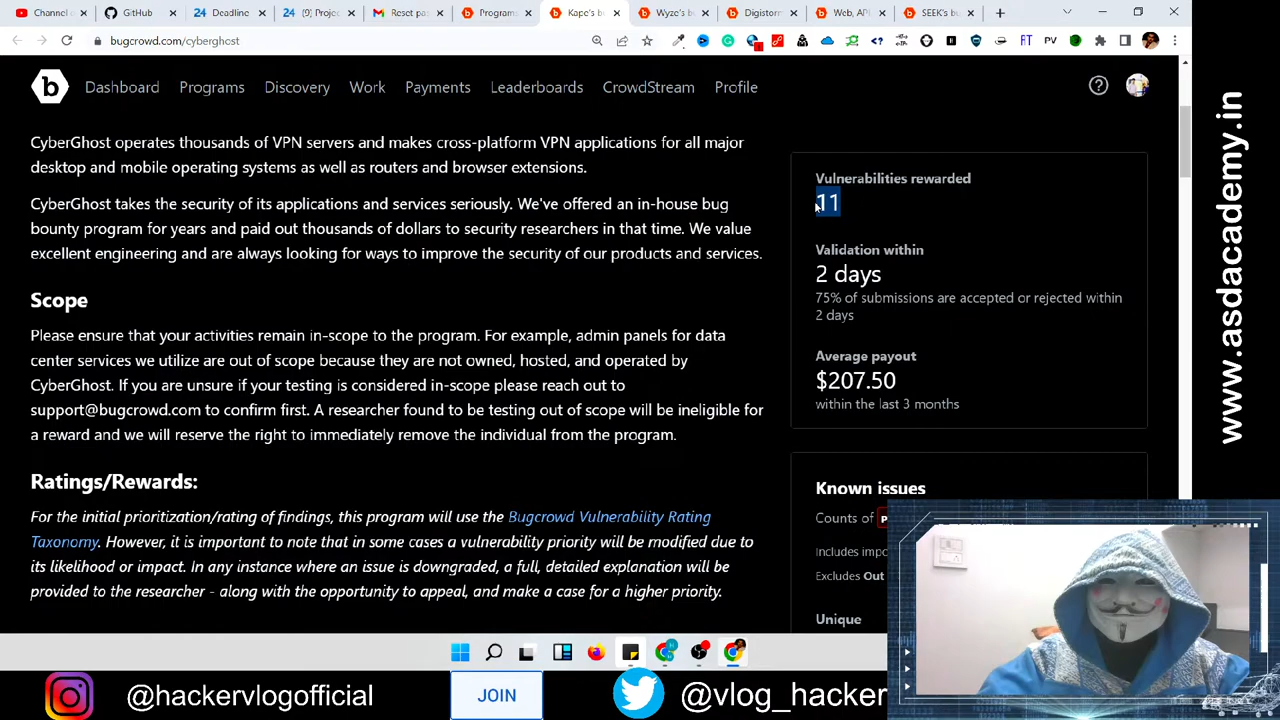 Channel c
GitHub
24 Deadline
24 (9) Projec
Reset pas
Programs
Kape's bu
Wyze's bu
Digistorm
Web, API,
SEEK's bu
bugcrowd.com/cyberghost
b Dashboard Programs Discovery Work Payments Leaderboards CrowdStream Profile
CyberGhost operates thousands of VPN servers and makes cross-platform VPN applications for all major
desktop and mobile operating systems as well as routers and browser extensions.
CyberGhost takes the security of its applications and services seriously. We've offered an in-house bug
bounty program for years and paid out thousands of dollars to security researchers in that time. We value
excellent engineering and are always looking for ways to improve the security of our products and services.
Scope
Please ensure that your activities remain in-scope to the program. For example, admin panels for data
center services we utilize are out of scope because they are not owned, hosted, and operated by
CyberGhost. If you are unsure if your testing is considered in-scope please reach out to
support@bugcrowd.com to confirm first. A researcher found to be testing out of scope will be ineligible for
a reward and we will reserve the right to immediately remove the individual from the program.
Ratings/Rewards:
For the initial prioritization/rating of findings, this program will use the Bugcrowd Vulnerability Rating
Taxonomy. However, it is important to note that in some cases a vulnerability priority will be modified due to
its likelihood or impact. In any instance where an issue is downgraded, a full, detailed explanation will be
provided to the researcher - along with the opportunity to appeal, and make a case for a higher priority.
Vulnerabilities rewarded
11
Validation within
2 days
75% of submissions are accepted or rejected within
2 days
Average payout
$207.50
within the last 3 months
Known issues
Counts of P
Includes impo
Excludes Out
Unique
www.asdacademy.in
@hackervlogofficial
JOIN
@vlog_hacker